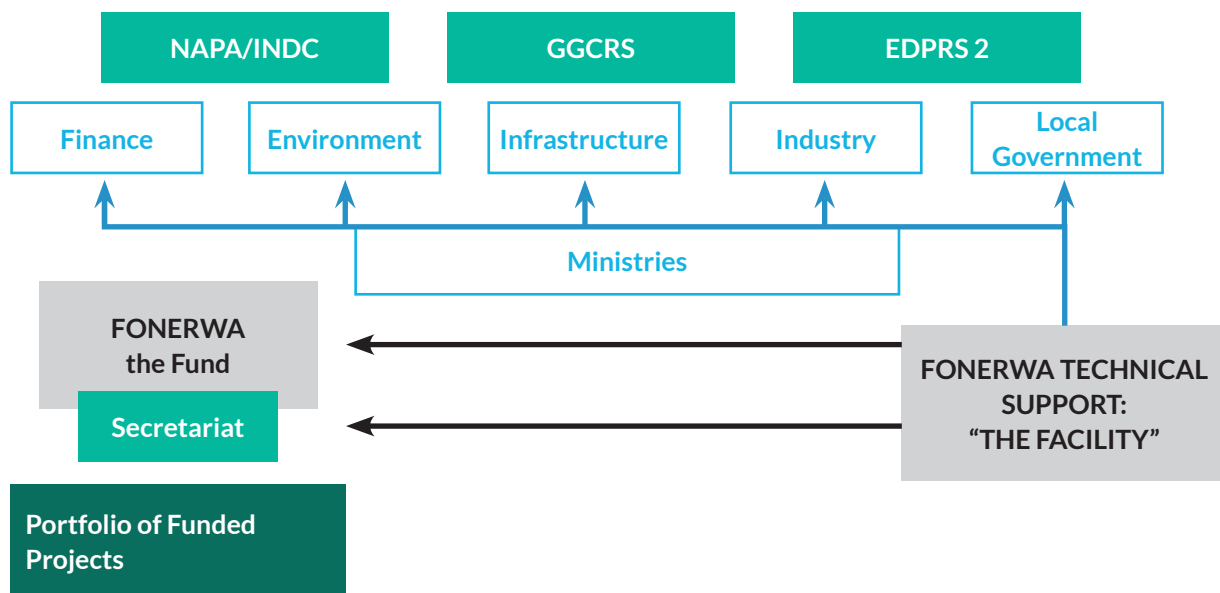 NAPA/INDC
GGCRS
EDPRS 2
Finance
Environment
Infrastructure
Industry
Local
Government
Ministries
FONERWA
the Fund
Secretariat
FONERWA TECHNICAL
SUPPORT:
“THE FACILITY”
Portfolio of Funded
Projects